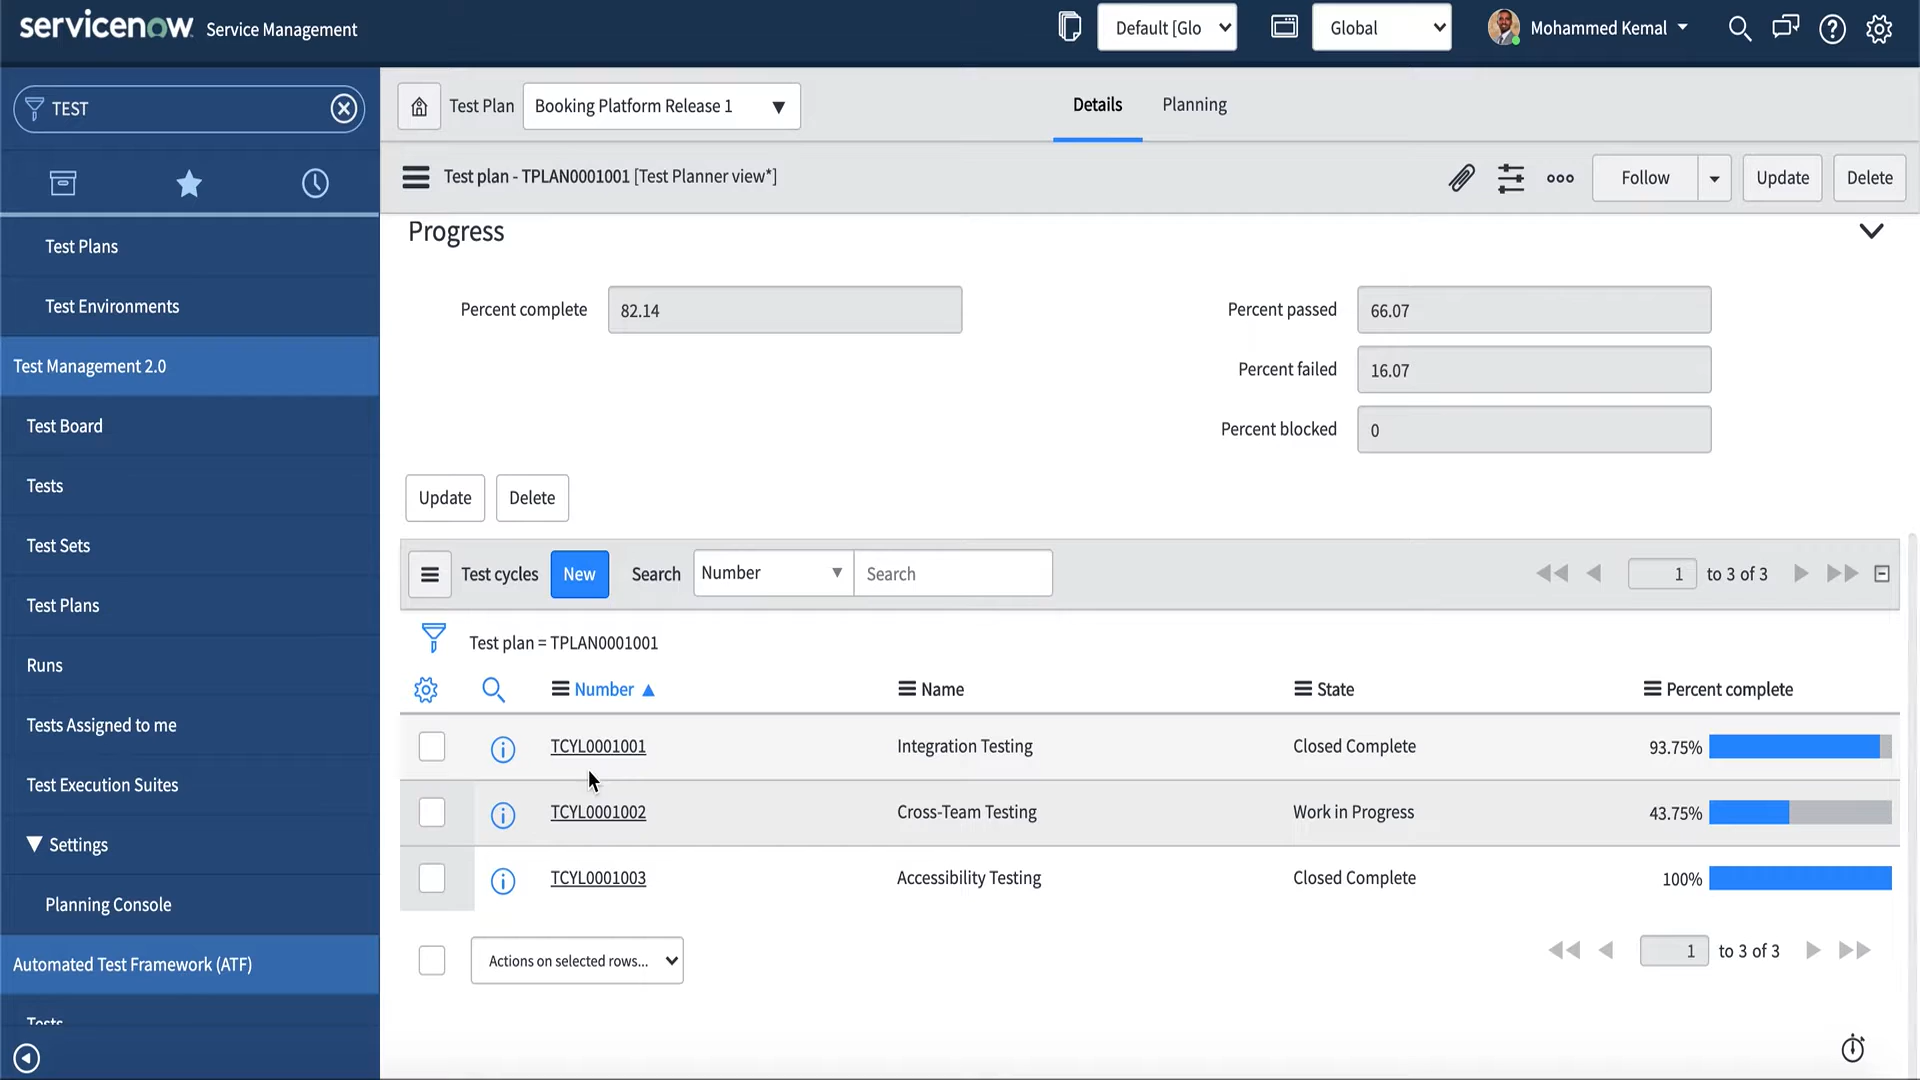 servicenow Service Management
Default [Glo
Global
Mohammed Kemal
TEST
Test Plans
Test Environments
Test Management 2.0
Test Board
Tests
Test Sets
Test Plans
Runs
Tests Assigned to me
Test Execution Suites
Settings
Planning Console
Automated Test Framework (ATF)
Tests
Test Plan Booking Platform Release 1
Details Planning
Test plan - TPLAN0001001 [Test Planner view*]
Follow Update Delete
Progress
Percent complete 82.14
Percent passed 66.07
Percent failed 16.07
Percent blocked 0
Update Delete
Test cycles New Search Number Search 1 to 3 of 3
Test plan = TPLAN0001001
Number Name State Percent complete
TCYL0001001 Integration Testing Closed Complete 93.75%
TCYL0001002 Cross-Team Testing Work in Progress 43.75%
TCYL0001003 Accessibility Testing Closed Complete 100%
Actions on selected rows... 1 to 3 of 3